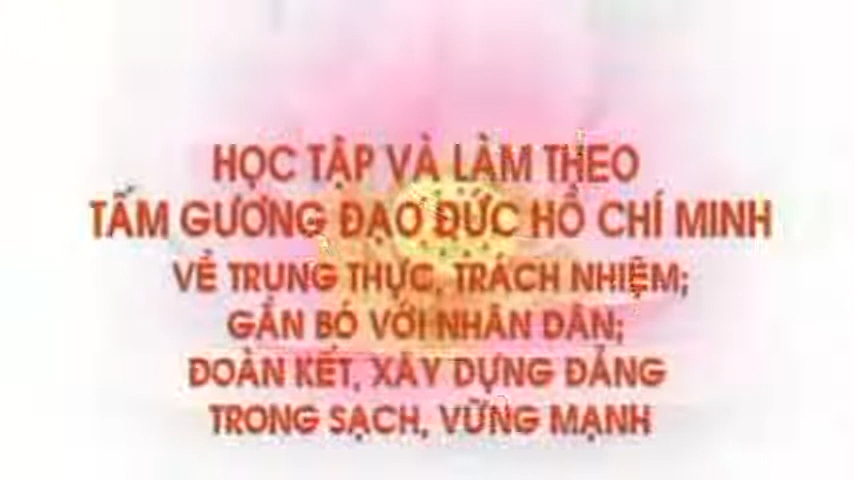 HỌC TẬP VÀ LÀM THEO
TẤM GƯƠNG ĐẠO ĐỨC HỒ CHÍ MINH
VỀ TRUNG THỰC, TRÁCH NHIỆM;
GẮN BÓ VỚI NHÂN DÂN;
ĐOÀN KẾT, XÂY DỰNG ĐẢNG
TRONG SẠCH, VỮNG MẠNH